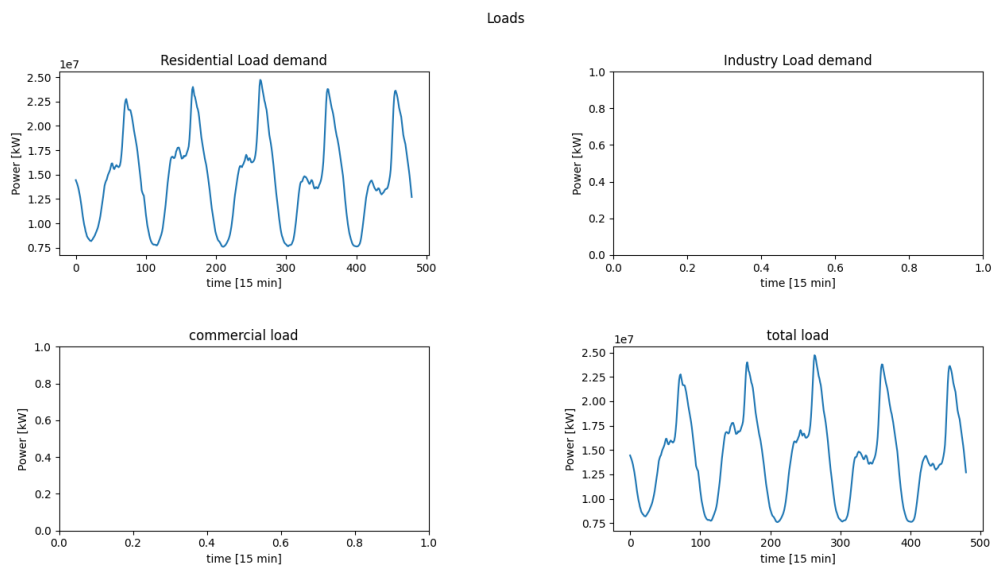 Loads
Residential Load demand
1e7
2.50
2.25
2.00
1.75
1.50
1.25
1.00
0.75
Power [kW]
0 100 200 300 400 500
time [15 min]
Industry Load demand
1.0
0.8
0.6
0.4
0.2
0.0
Power [kW]
0.0 0.2 0.4 0.6 0.8 1.0
time [15 min]
commercial load
1.0
0.8
0.6
0.4
0.2
0.0
Power [kW]
0.0 0.2 0.4 0.6 0.8 1.0
time [15 min]
total load
1e7
2.50
2.25
2.00
1.75
1.50
1.25
1.00
0.75
Power [kW]
0 100 200 300 400 500
time [15 min]